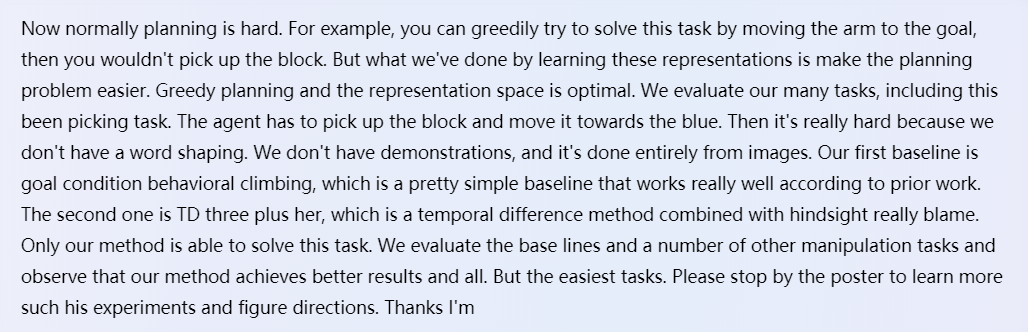 Now normally planning is hard. For example, you can greedily try to solve this task by moving the arm to the goal,
then you wouldn't pick up the block. But what we've done by learning these representations is make the planning
problem easier. Greedy planning and the representation space is optimal. We evaluate our many tasks, including this
been picking task. The agent has to pick up the block and move it towards the blue. Then it's really hard because we
don't have a word shaping. We don't have demonstrations, and it's done entirely from images. Our first baseline is
goal condition behavioral climbing, which is a pretty simple baseline that works really well according to prior work.
The second one is TD three plus her, which is a temporal difference method combined with hindsight really blame.
Only our method is able to solve this task. We evaluate the base lines and a number of other manipulation tasks and
observe that our method achieves better results and all. But the easiest tasks. Please stop by the poster to learn more
such his experiments and figure directions. Thanks I'm